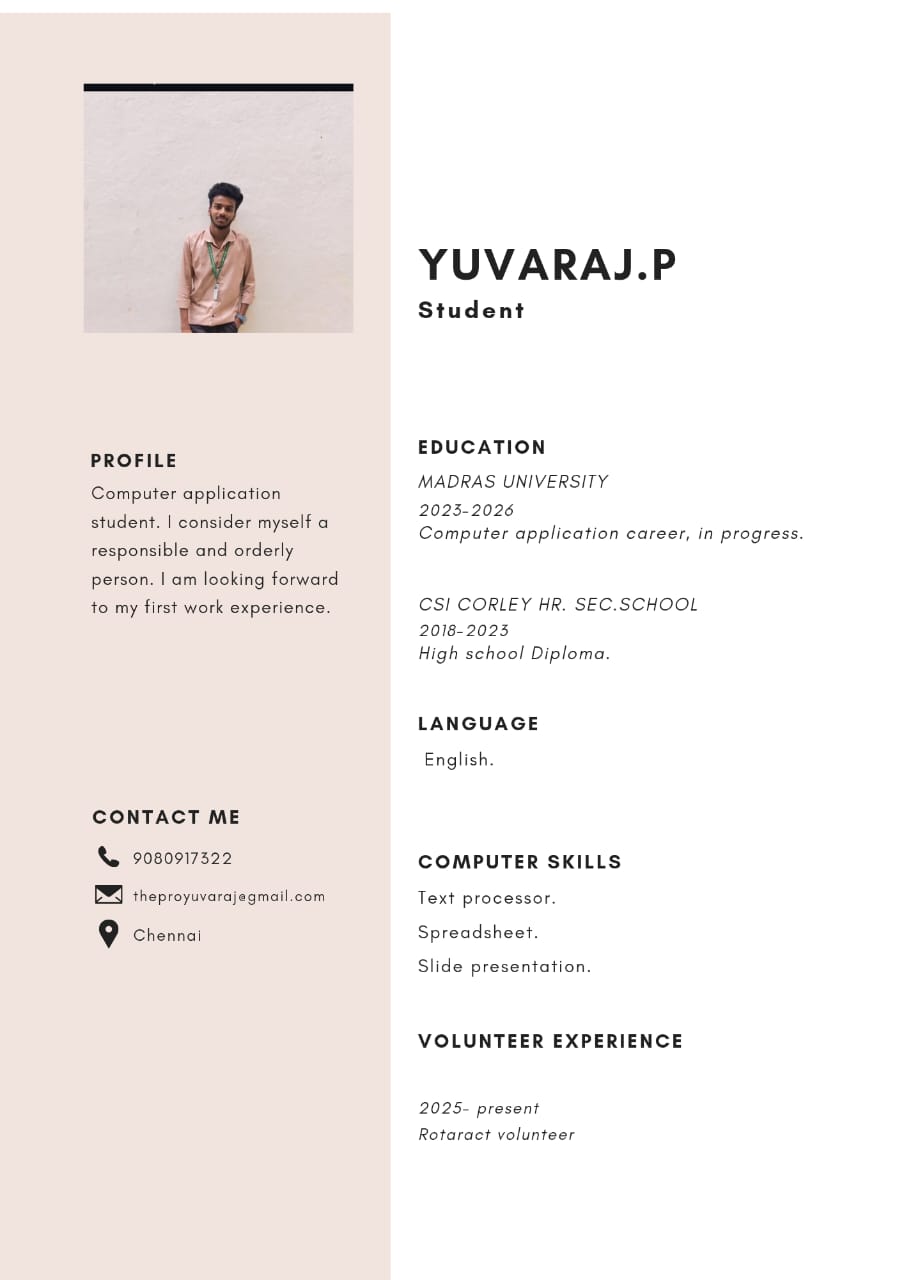 YUVARAJ.P
Student
PROFILE
Computer application
student. I consider myself a
responsible and orderly
person. I am looking forward
to my first work experience.
CONTACT ME
9080917322
theproyuvaraj@gmail.com
Chennai
EDUCATION
MADRAS UNIVERSITY
2023-2026
Computer application career, in progress.
CSI CORLEY HR. SEC.SCHOOL
2018-2023
High school Diploma.
LANGUAGE
English.
COMPUTER SKILLS
Text processor.
Spreadsheet.
Slide presentation.
VOLUNTEER EXPERIENCE
2025- present
Rotaract volunteer